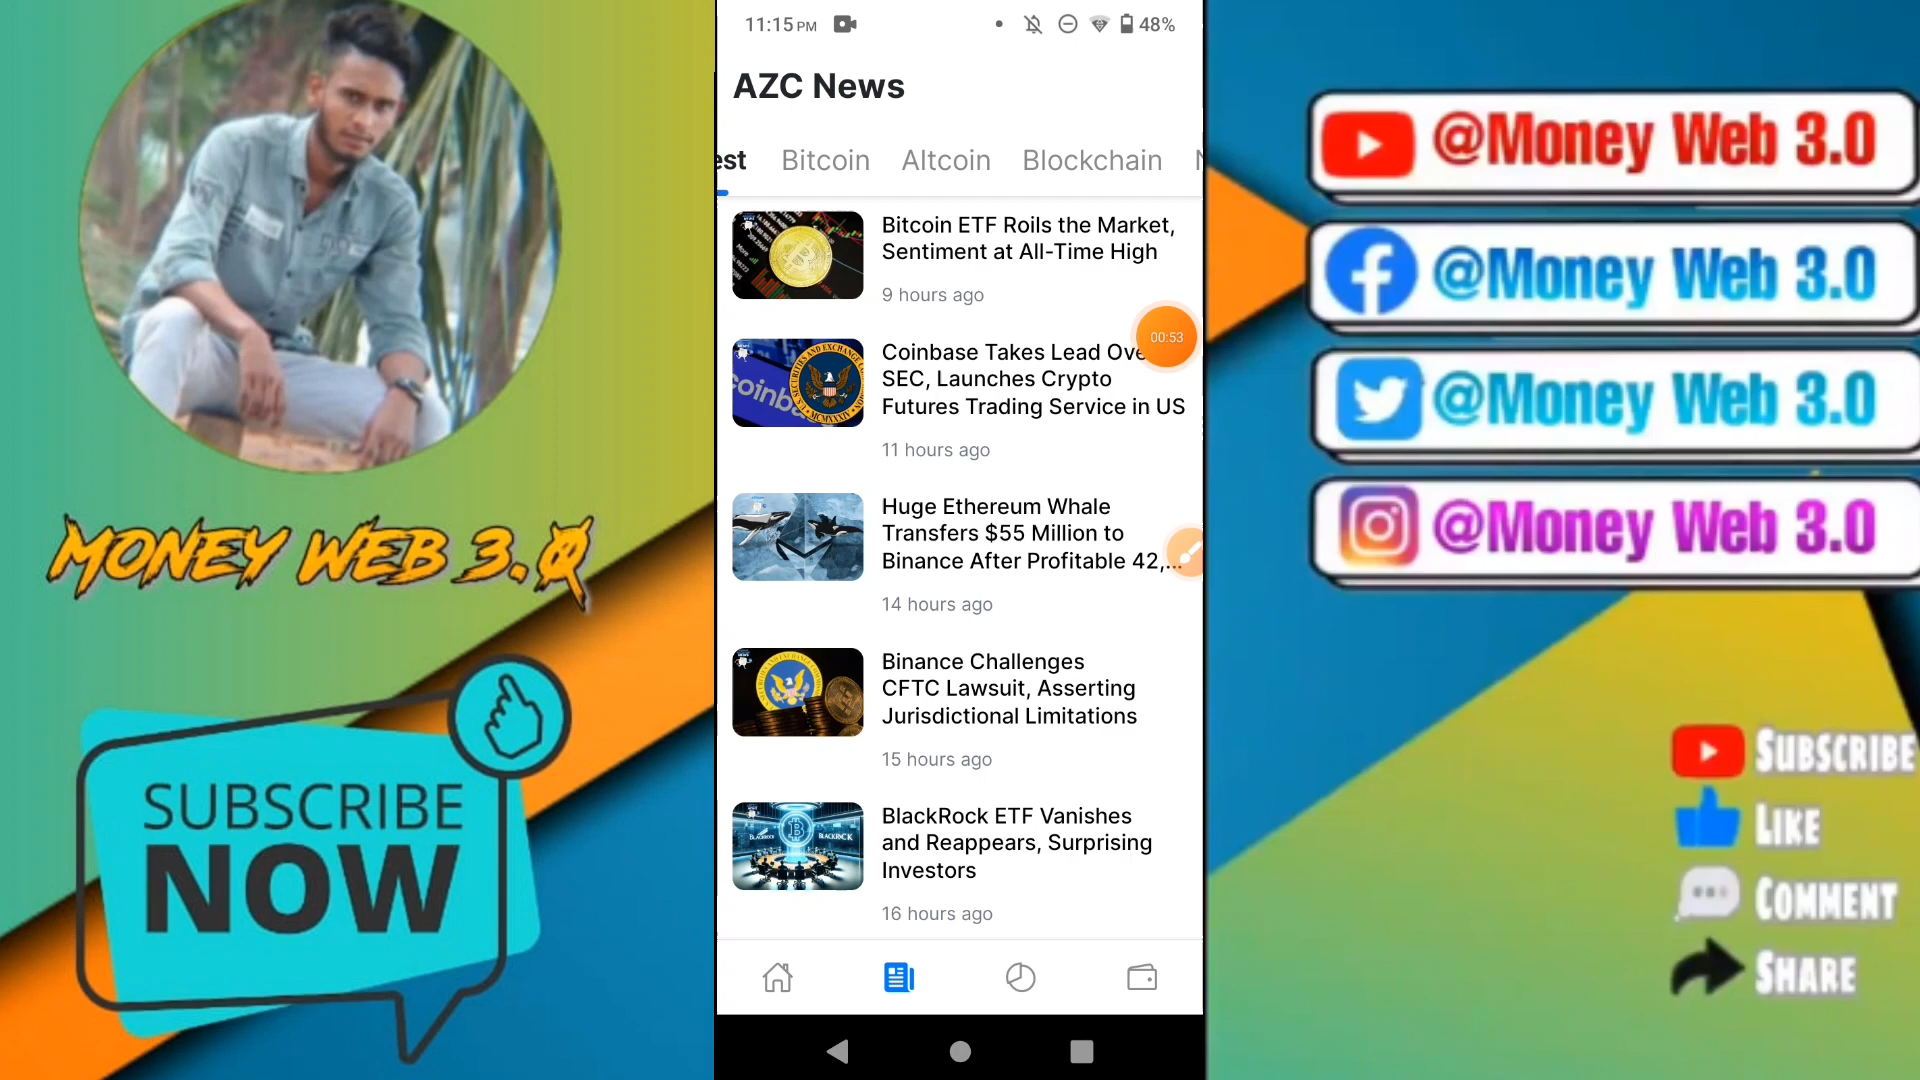 MONEY WEB 3.0
SUBSCRIBE
NOW
11:15 PM
48%
AZC News
est
Bitcoin
Altcoin
Blockchain
Bitcoin ETF Roils the Market,
Sentiment at All-Time High
9 hours ago
00:53
Coinbase Takes Lead Ove
SEC, Launches Crypto
Futures Trading Service in US
11 hours ago
Huge Ethereum Whale
Transfers $55 Million to
Binance After Profitable 42,...
14 hours ago
Binance Challenges
CFTC Lawsuit, Asserting
Jurisdictional Limitations
15 hours ago
BlackRock ETF Vanishes
and Reappears, Surprising
Investors
16 hours ago
@Money Web 3.0
@Money Web 3.0
@Money Web 3.0
@Money Web 3.0
SUBSCRIBE
LIKE
COMMENT
SHARE